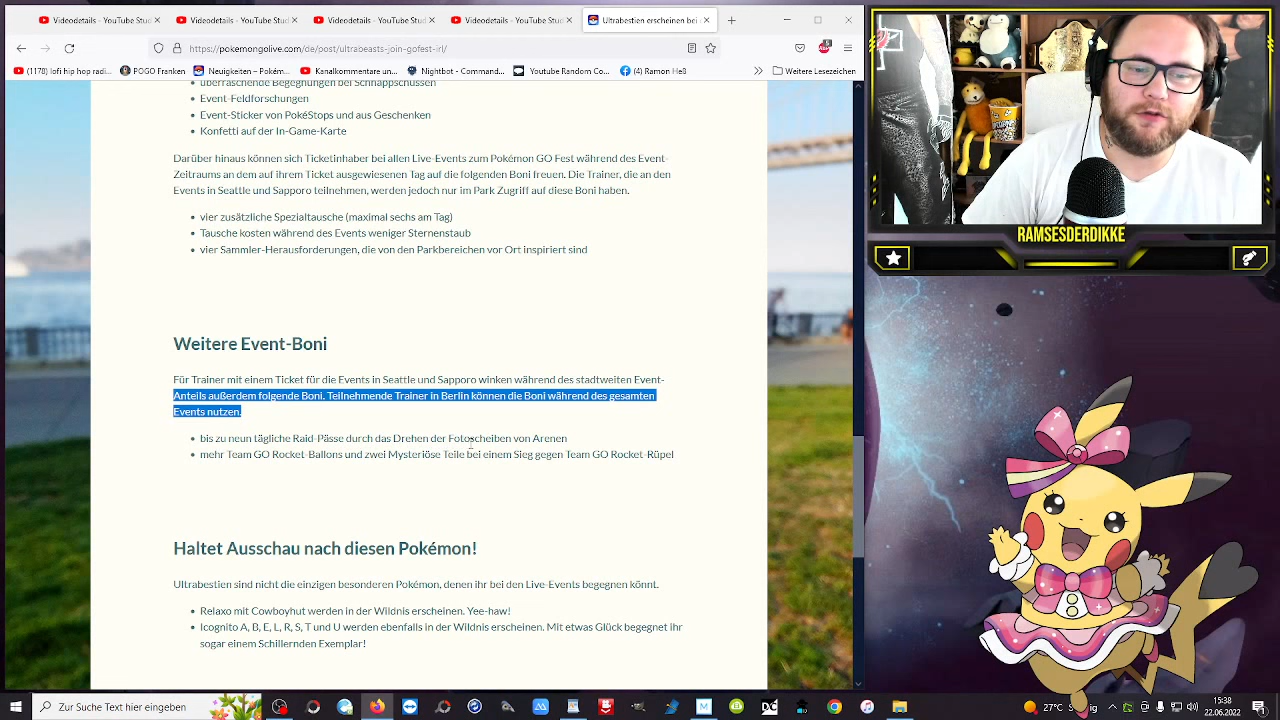 Videodetails - YouTube Stud
Videodetails - YouTube Stud
Videodetails - YouTube Stud
Videodetails - YouTube Stud
Ultrabestien erscheinen bei
https://pokemongolive.com/de/post/ultrabeasts-join-gofest-irl/
(1178) lofi hip hop radi...
POGO Franken
Neuigkeiten – Pokém...
Kanalkommentare un...
Nightbot - Command...
Youtube Random Co...
(4) Ramon Heß
Weitere Lesezeichen
überraschende Begegnungen bei Schnappschüssen
Event-Feldforschungen
Event-Sticker von PokéStops und aus Geschenken
Konfetti auf der In-Game-Karte
Darüber hinaus können sich Ticketinhaber bei allen Live-Events zum Pokémon GO Fest während des Event-
Zeitraums an dem auf ihrem Ticket ausgewiesenen Tag auf die folgenden Boni freuen. Die Trainer, die an den
Events in Seattle und Sapporo teilnehmen, werden jedoch nur im Park Zugriff auf diese Boni haben.
vier zusätzliche Spezialtausche (maximal sechs am Tag)
Tausche kosten während des Events weniger Sternenstaub
vier Sammler-Herausforderungen, die von den Parkbereichen vor Ort inspiriert sind
Weitere Event-Boni
Für Trainer mit einem Ticket für die Events in Seattle und Sapporo winken während des stadtweiten Event-
Anteils außerdem folgende Boni. Teilnehmende Trainer in Berlin können die Boni während des gesamten
Events nutzen.
bis zu neun tägliche Raid-Pässe durch das Drehen der Fotoscheiben von Arenen
mehr Team GO Rocket-Ballons und zwei Mysteriöse Teile bei einem Sieg gegen Team GO Rocket-Rüpel
Haltet Ausschau nach diesen Pokémon!
Ultrabestien sind nicht die einzigen besonderen Pokémon, denen ihr bei den Live-Events begegnen könnt.
Relaxo mit Cowboyhut werden in der Wildnis erscheinen. Yee-haw!
Icognito A, B, E, L, R, S, T und U werden ebenfalls in der Wildnis erscheinen. Mit etwas Glück begegnet ihr
sogar einem Schillernden Exemplar!
RAMSESDERDIKKE
Zur Suche Text hier eingeben
15:38
22.06.2022